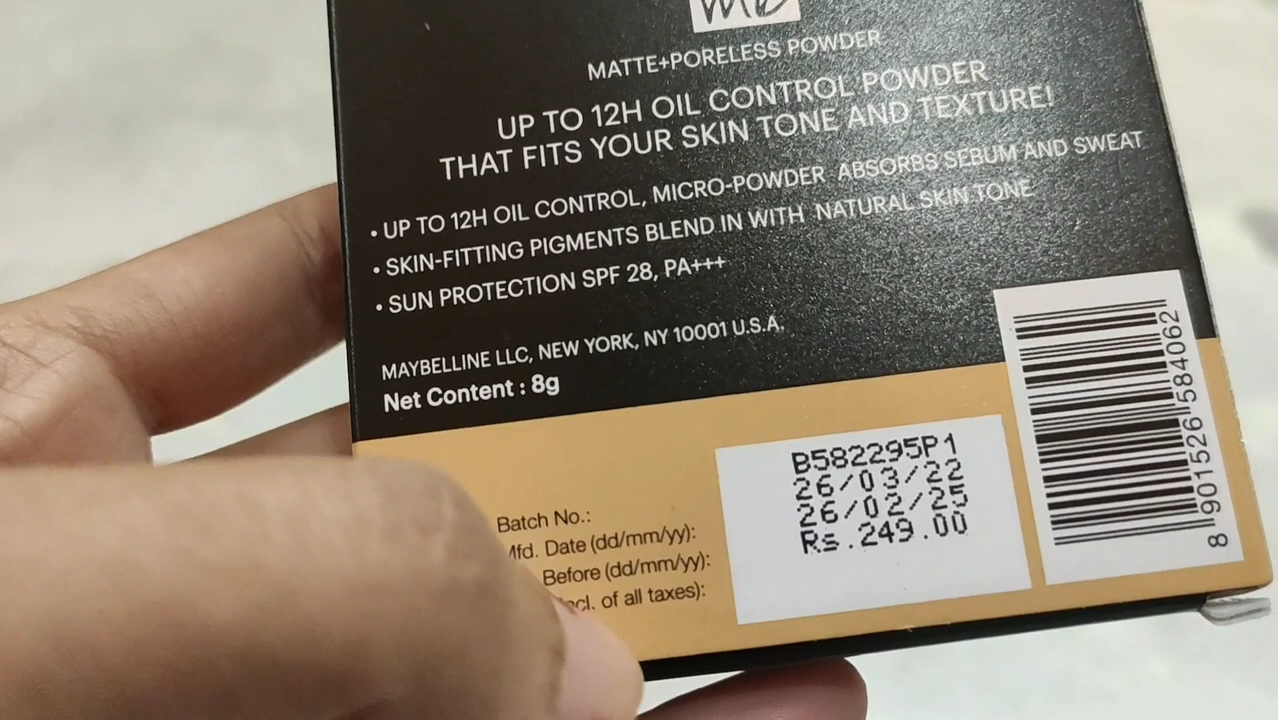 MATTE+PORELESS POWDER
UP TO 12H OIL CONTROL POWDER
THAT FITS YOUR SKIN TONE AND TEXTURE!
• UP TO 12H OIL CONTROL, MICRO-POWDER ABSORBS SEBUM AND SWEAT
• SKIN-FITTING PIGMENTS BLEND IN WITH NATURAL SKIN TONE
• SUN PROTECTION SPF 28, PA+++
MAYBELLINE LLC, NEW YORK, NY 10001 U.S.A.
Net Content : 8g
Batch No.: B582295P1
Mfd. Date (dd/mm/yy): 26/03/22
Before (dd/mm/yy): 26/02/25
of all taxes): Rs.249.00
8 901526 584062